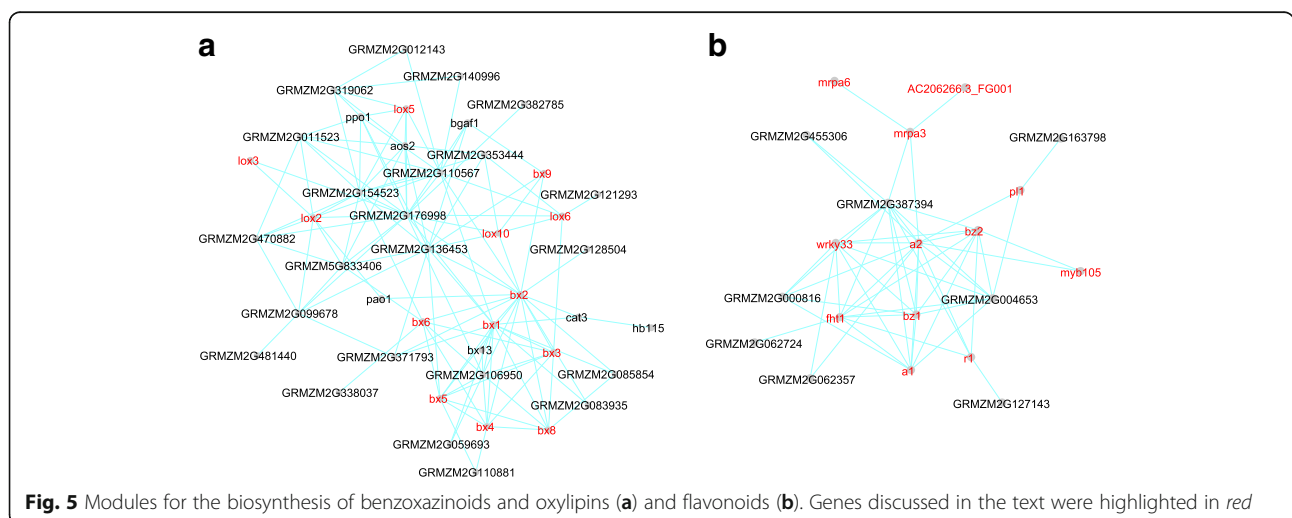 a
b
GRMZM2G012143
GRMZM2G319062
GRMZM2G140996
GRMZM2G382785
lox5
ppo1
bgaf1
GRMZM2G011523
aos2
GRMZM2G353444
lox3
GRMZM2G110567
bx9
GRMZM2G154523
GRMZM2G121293
lox2
GRMZM2G176998
lox6
GRMZM2G470882
lox10
GRMZM2G136453
GRMZM2G128504
GRMZM5G833406
pao1
bx2
GRMZM2G099678
cat3
bx6
bx1
hb115
GRMZM2G481440
GRMZM2G371793
bx13
bx3
GRMZM2G106950
GRMZM2G085854
GRMZM2G338037
bx5
GRMZM2G083935
bx4
bx8
GRMZM2G059693
GRMZM2G110881
mrpa6
AC206266.3_FG001
GRMZM2G455306
mrpa3
GRMZM2G163798
pl1
GRMZM2G387394
wrky33
a2
bz2
myb105
GRMZM2G000816
GRMZM2G004653
fht1
bz1
GRMZM2G062724
r1
GRMZM2G062357
a1
GRMZM2G127143
Fig. 5 Modules for the biosynthesis of benzoxazinoids and oxylipins (a) and flavonoids (b). Genes discussed in the text were highlighted in red